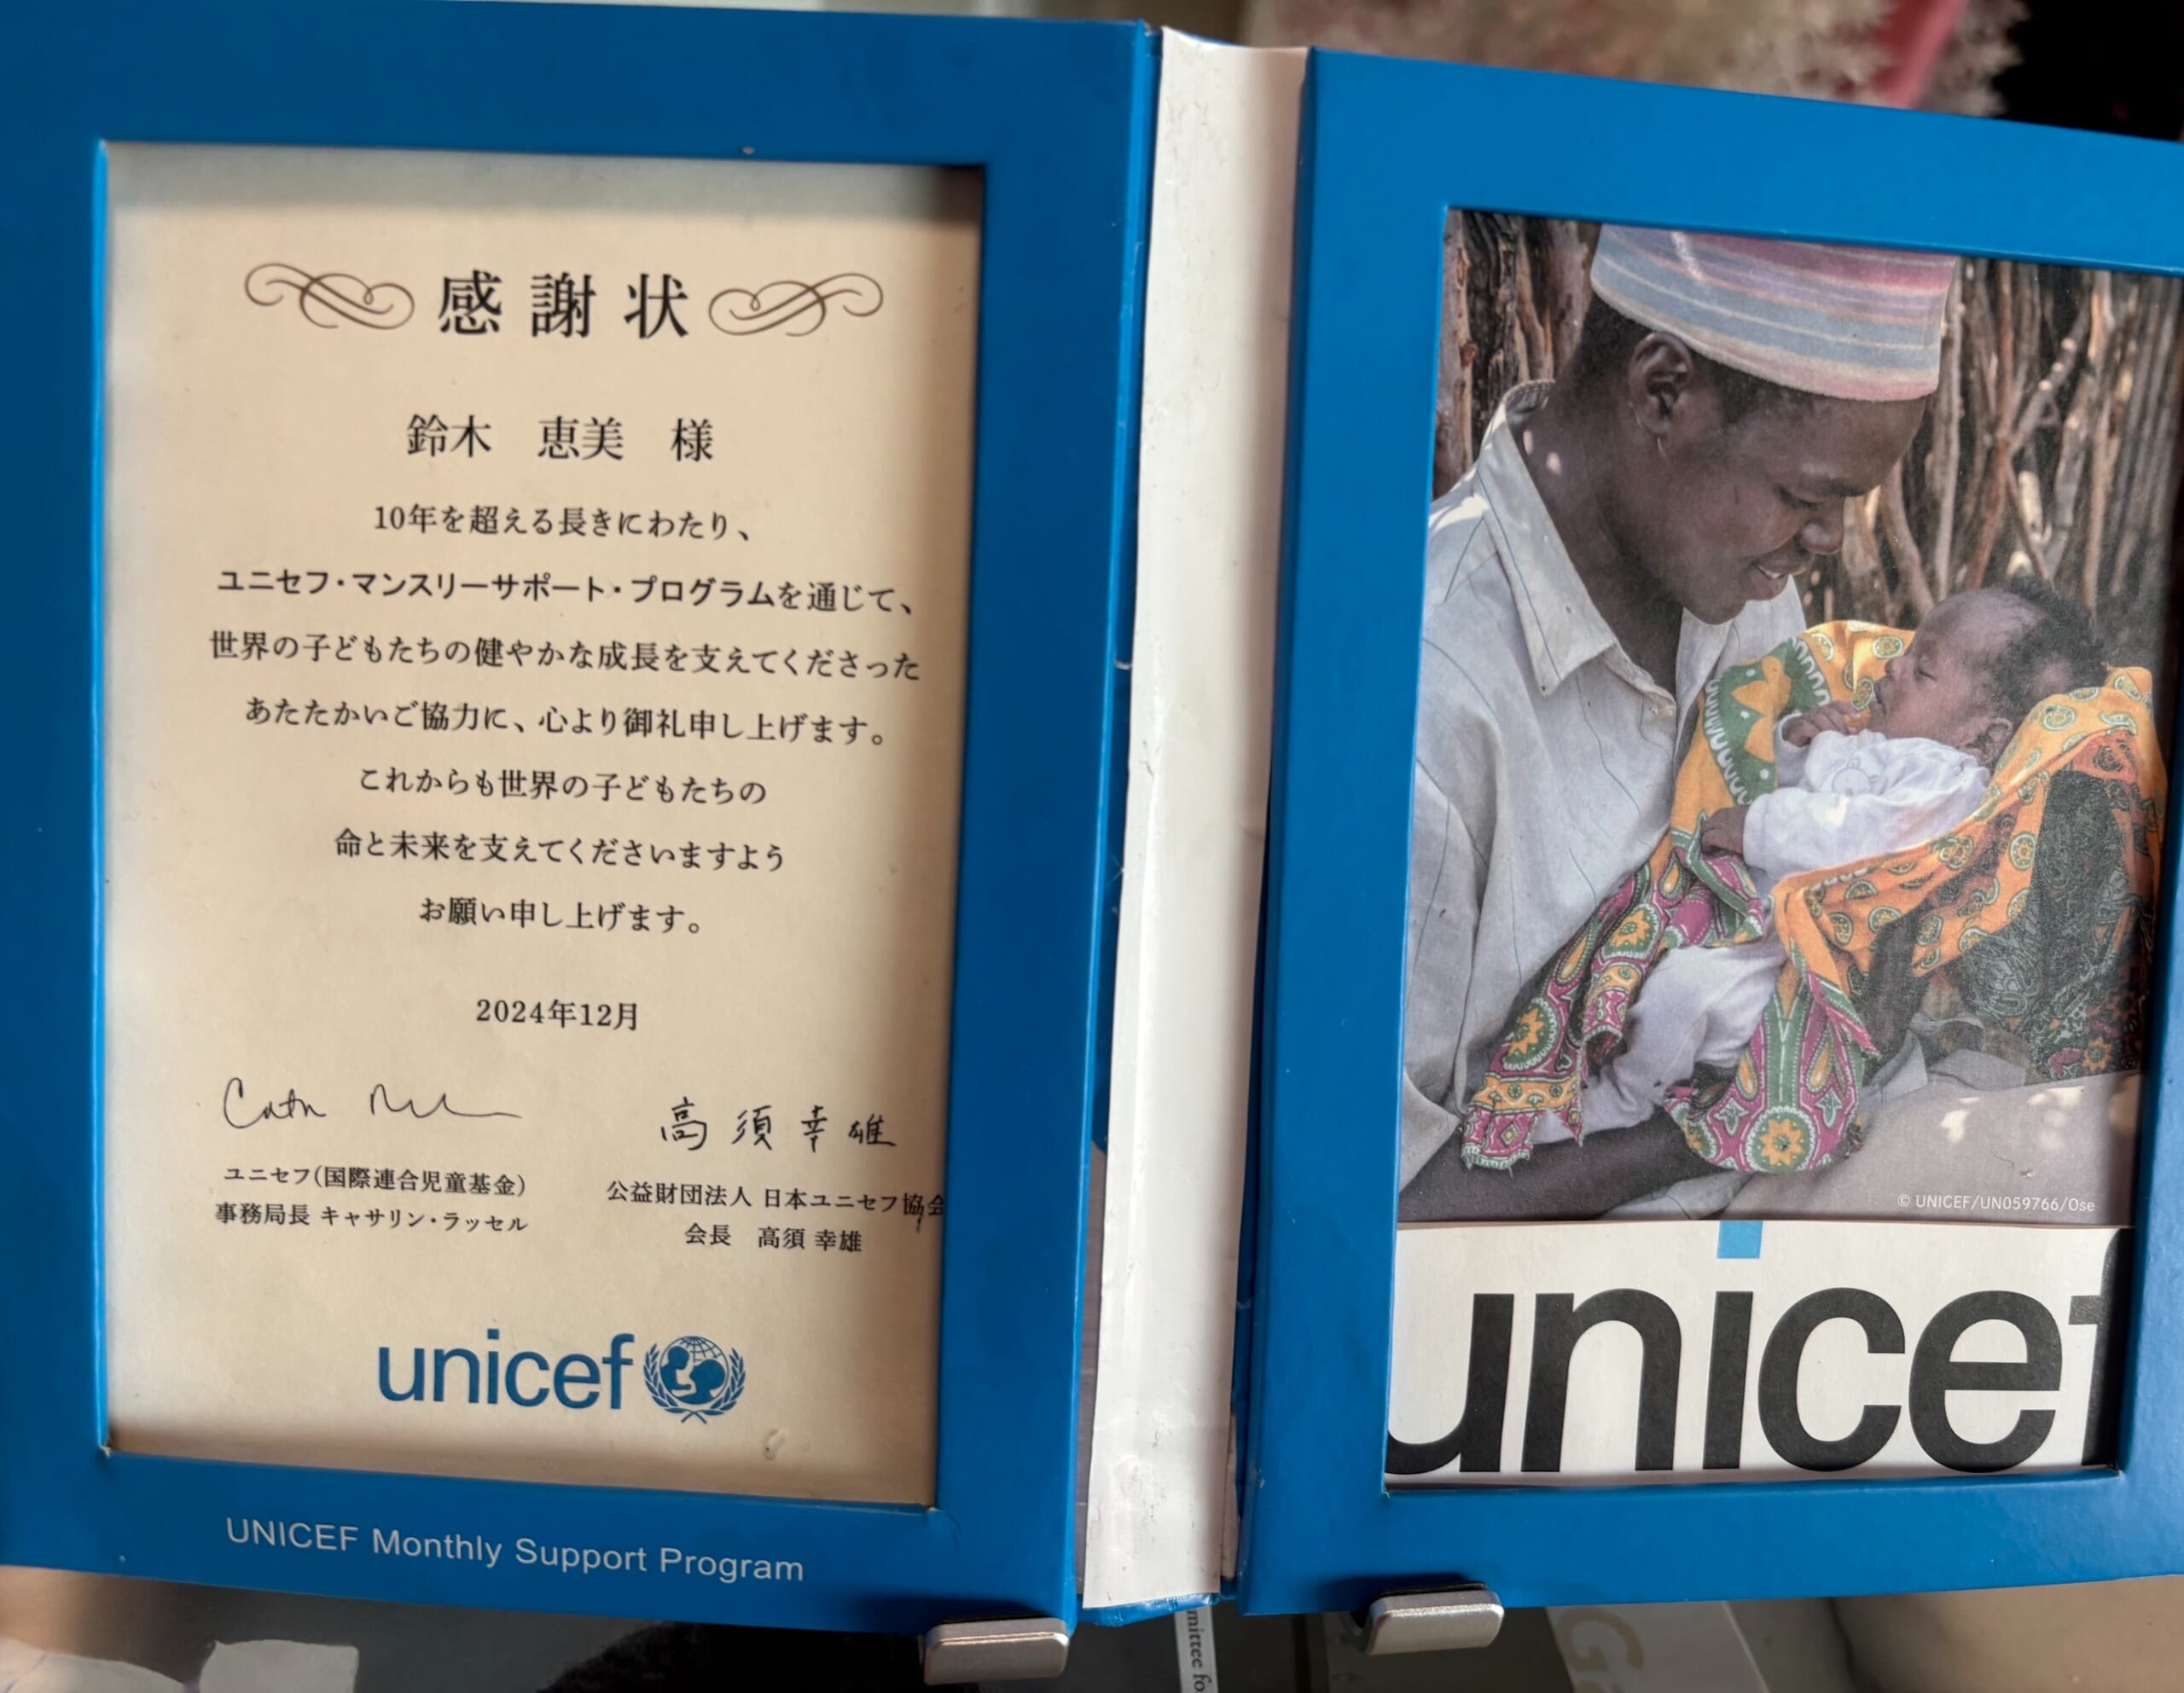 感謝状
鈴木 恵美 様
10年を超える長きにわたり、
ユニセフ・マンスリーサポート・プログラムを通じて、
世界の子どもたちの健やかな成長を支えてくださった
あたたかいご協力に、心より御礼申し上げます。
これからも世界の子どもたちの
命と未来を支えてくださいますよう
お願い申し上げます。
2024年12月
高須幸雄
ユニセフ(国際連合児童基金)
事務局長 キャサリン・ラッセル
公益財団法人 日本ユニセフ協会
会長 髙須 幸雄
unicef
UNICEF Monthly Support Program
© UNICEF/UN059766/Ose
unicef
mittee fo